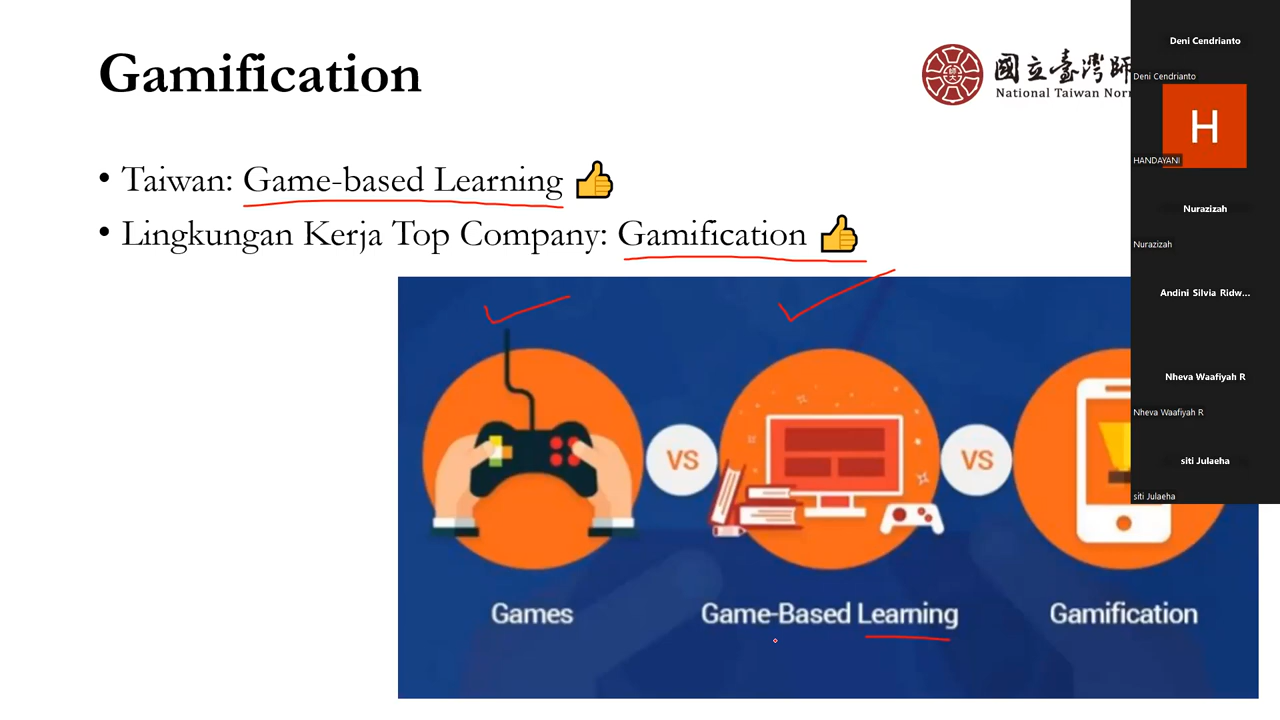 Gamification
國立臺灣師
National Taiwan
• Taiwan: Game-based Learning 👍
• Lingkungan Kerja Top Company: Gamification 👍
VS
VS
Games
Game-Based Learning
Gamification
Deni Cendrianto
Deni Cendrianto
H
HANDAYANI
Nurazizah
Nurazizah
Andini Silvia Ridw...
Nheva Waafiyah R
Nheva Waafiyah R
siti Julaeha
siti Julaeha